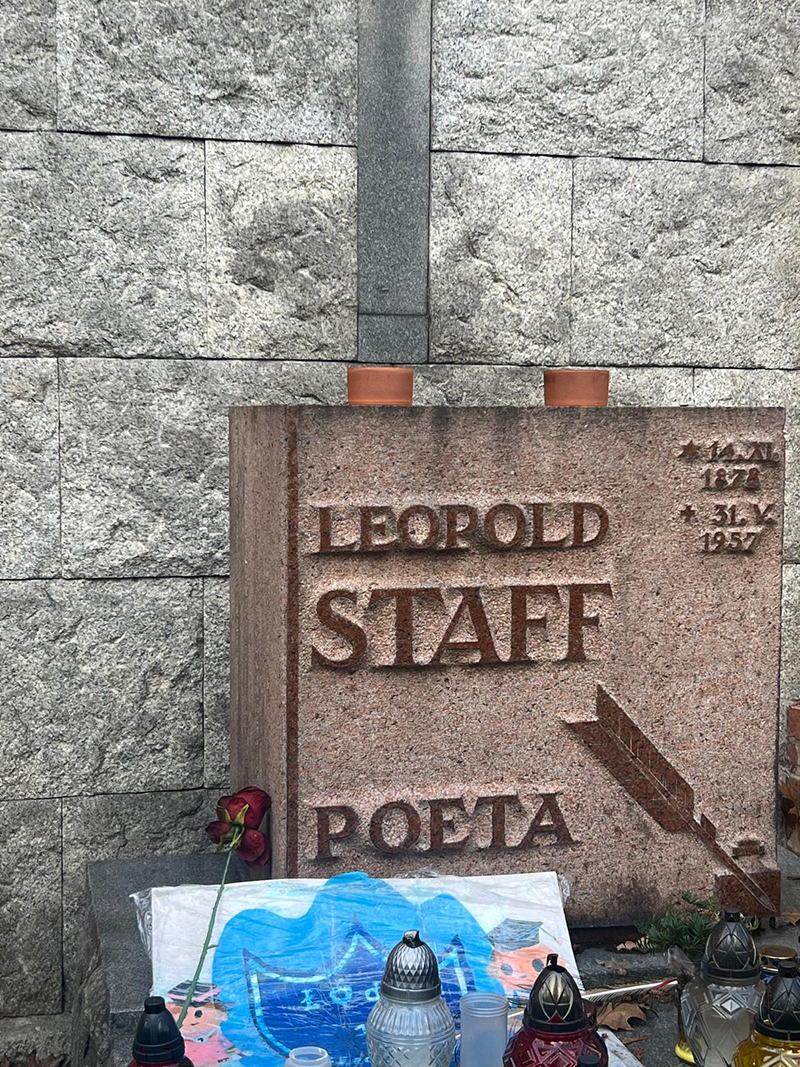 LEOPOLD
STAFF
POETA
★ 14. XI.
1878
✝ 31. V.
1957